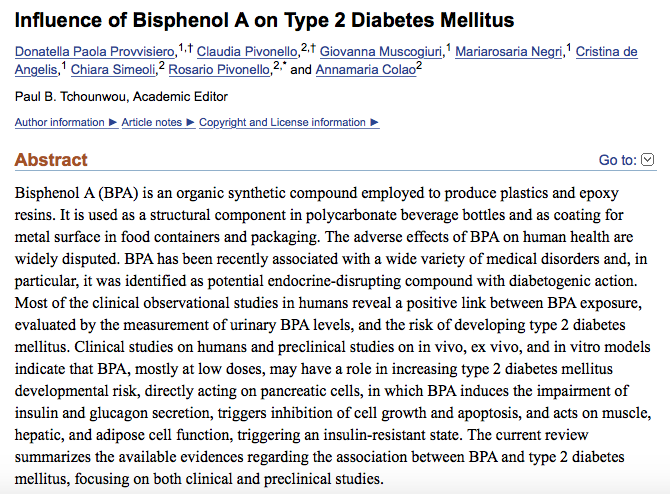 Influence of Bisphenol A on Type 2 Diabetes Mellitus
Donatella Paola Provvisiero,1,† Claudia Pivonello,2,† Giovanna Muscogiuri,1 Mariarosaria Negri,1 Cristina de
Angelis,1 Chiara Simeoli,2 Rosario Pivonello,2,* and Annamaria Colao2
Paul B. Tchounwou, Academic Editor
Author information ► Article notes ► Copyright and License information ►
Abstract Go to:
Bisphenol A (BPA) is an organic synthetic compound employed to produce plastics and epoxy
resins. It is used as a structural component in polycarbonate beverage bottles and as coating for
metal surface in food containers and packaging. The adverse effects of BPA on human health are
widely disputed. BPA has been recently associated with a wide variety of medical disorders and, in
particular, it was identified as potential endocrine-disrupting compound with diabetogenic action.
Most of the clinical observational studies in humans reveal a positive link between BPA exposure,
evaluated by the measurement of urinary BPA levels, and the risk of developing type 2 diabetes
mellitus. Clinical studies on humans and preclinical studies on in vivo, ex vivo, and in vitro models
indicate that BPA, mostly at low doses, may have a role in increasing type 2 diabetes mellitus
developmental risk, directly acting on pancreatic cells, in which BPA induces the impairment of
insulin and glucagon secretion, triggers inhibition of cell growth and apoptosis, and acts on muscle,
hepatic, and adipose cell function, triggering an insulin-resistant state. The current review
summarizes the available evidences regarding the association between BPA and type 2 diabetes
mellitus, focusing on both clinical and preclinical studies.